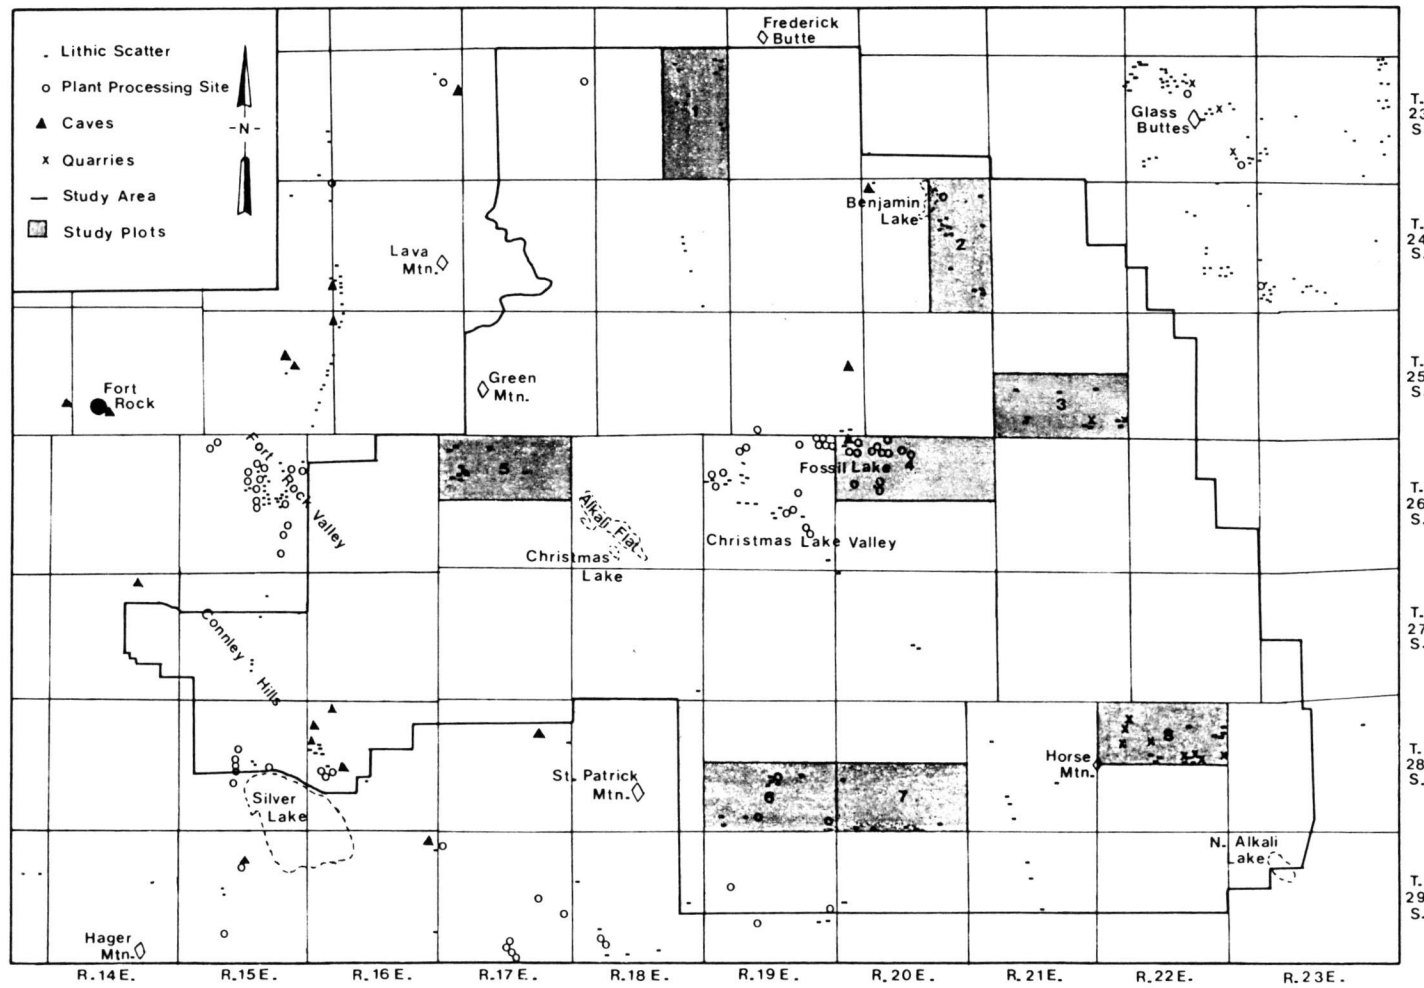 Lithic Scatter
Plant Processing Site
Caves
Quarries
Study Area
Study Plots
-N-
Frederick
Butte
Glass
Buttes
T.
23
S.
1
Benjamin
Lake
2
T.
24
S.
Lava
Mtn.
Fort
Rock
Green
Mtn.
3
T.
25
S.
Fort Rock Valley
5
Fossil Lake
4
Alkali Flat
Christmas
Lake
Christmas Lake Valley
T.
26
S.
Connley Hills
T.
27
S.
Silver
Lake
St. Patrick
Mtn.
6
7
8
Horse
Mtn.
T.
28
S.
N. Alkali
Lake
T.
29
S.
Hager
Mtn.
R.14E. R.15E. R.16E. R.17E. R.18E. R.19E. R.20E. R.21E. R.22E. R.23E.